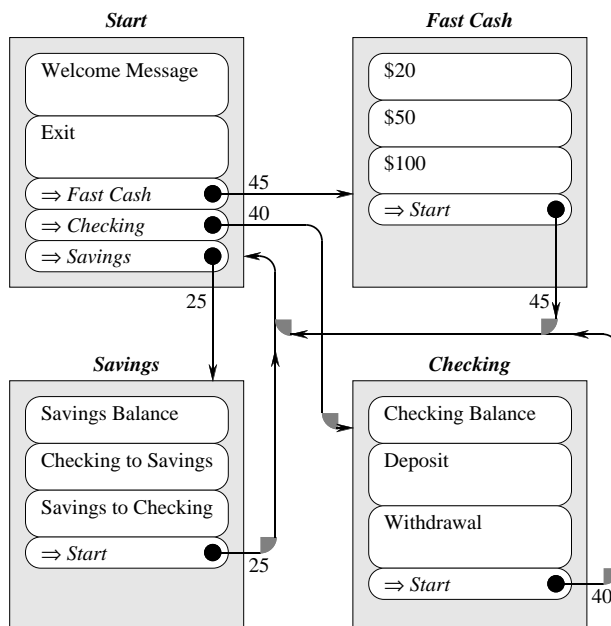 Start
Welcome Message
Exit
⇒ Fast Cash
⇒ Checking
⇒ Savings
45
40
25
Fast Cash
$20
$50
$100
⇒ Start
45
Savings
Savings Balance
Checking to Savings
Savings to Checking
⇒ Start
25
Checking
Checking Balance
Deposit
Withdrawal
⇒ Start
40